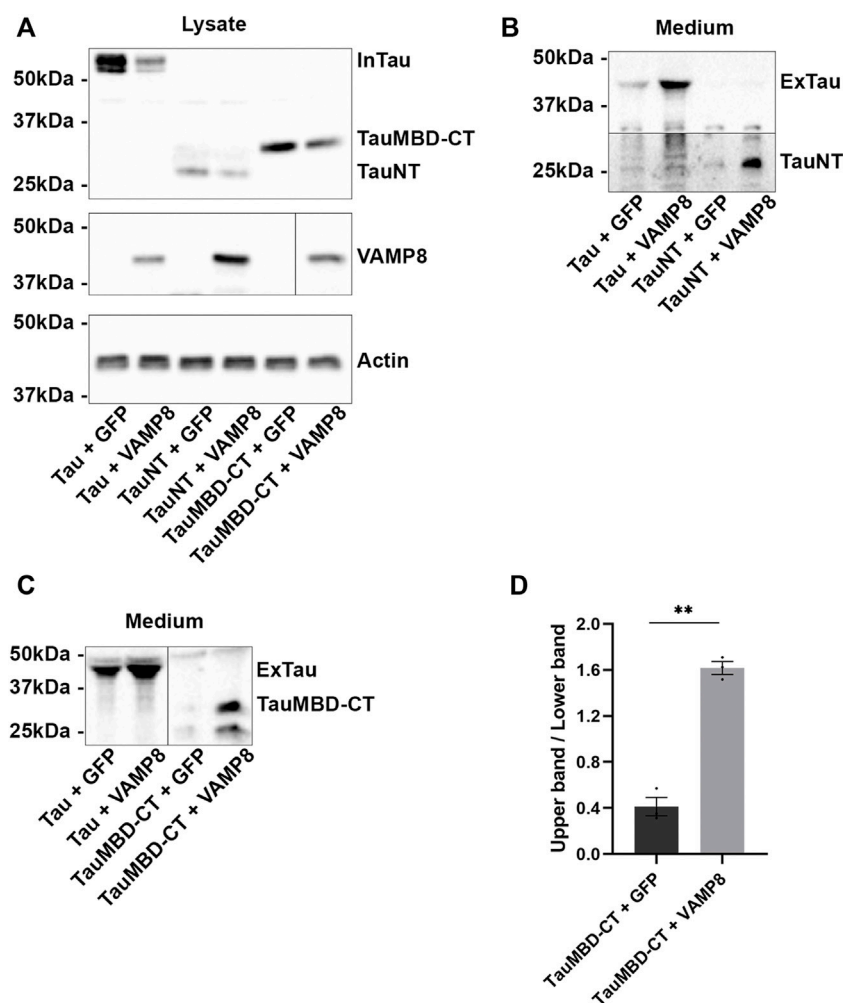 A
Lysate
50kDa -
37kDa -
25kDa -
InTau
TauMBD-CT
TauNT
50kDa -
37kDa -
VAMP8
50kDa -
37kDa -
Actin
Tau + GFP
Tau + VAMP8
TauNT + GFP
TauNT + VAMP8
TauMBD-CT + GFP
TauMBD-CT + VAMP8
B
Medium
50kDa -
37kDa -
25kDa -
ExTau
TauNT
Tau + GFP
Tau + VAMP8
TauNT + GFP
TauNT + VAMP8
C
Medium
50kDa -
37kDa -
25kDa -
ExTau
TauMBD-CT
Tau + GFP
Tau + VAMP8
TauMBD-CT + GFP
TauMBD-CT + VAMP8
D
**
Upper band / Lower band
2.0
1.6
1.2
0.8
0.4
0.0
TauMBD-CT + GFP
TauMBD-CT + VAMP8